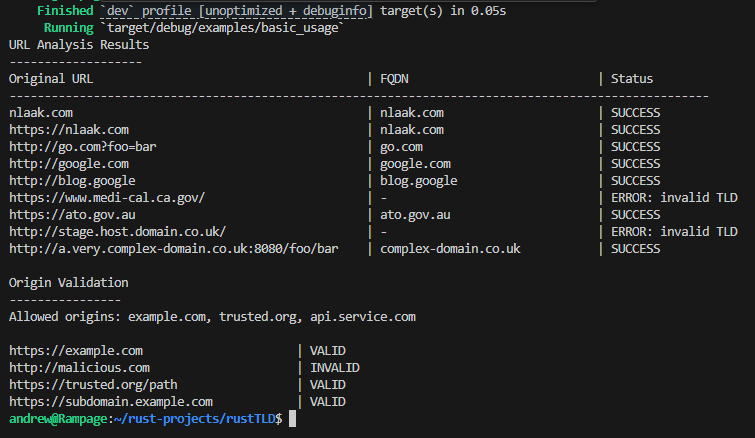 Finished `dev` profile [unoptimized + debuginfo] target(s) in 0.05s
Running `target/debug/examples/basic_usage`
URL Analysis Results
-------------------
Original URL | FQDN | Status
----------------------------------------------------------------------------------------------------
nlaak.com | nlaak.com | SUCCESS
https://nlaak.com | nlaak.com | SUCCESS
http://go.com?foo=bar | go.com | SUCCESS
http://google.com | google.com | SUCCESS
http://blog.google | blog.google | SUCCESS
https://www.medi-cal.ca.gov/ | - | ERROR: invalid TLD
https://ato.gov.au | ato.gov.au | SUCCESS
http://stage.host.domain.co.uk/ | - | ERROR: invalid TLD
http://a.very.complex-domain.co.uk:8080/foo/bar | complex-domain.co.uk | SUCCESS
Origin Validation
----------------
Allowed origins: example.com, trusted.org, api.service.com
https://example.com | VALID
http://malicious.com | INVALID
https://trusted.org/path | VALID
https://subdomain.example.com | VALID
andrew@Rampage:~/rust-projects/rustTLD$